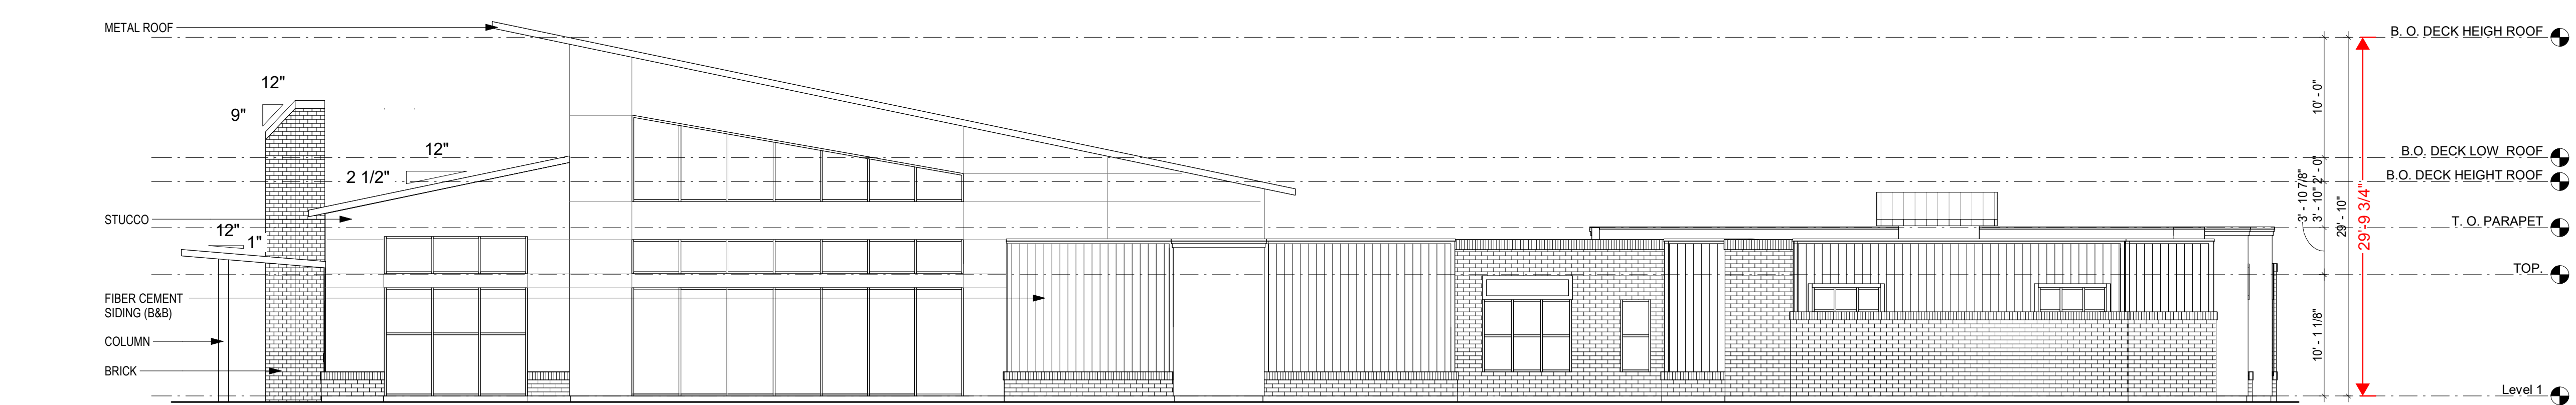 METAL ROOF
B. O. DECK HEIGH ROOF
12"
9"
10' - 0"
12"
2 1/2"
B.O. DECK LOW  ROOF
B.O. DECK HEIGHT ROOF
2' - 0"
3' - 10 7/8"
3' - 10"
29' - 10"
29'-9 3/4"
STUCCO
12"
1"
T. O. PARAPET
TOP.
FIBER CEMENT
SIDING (B&B)
COLUMN
10' - 1 1/8"
BRICK
Level 1